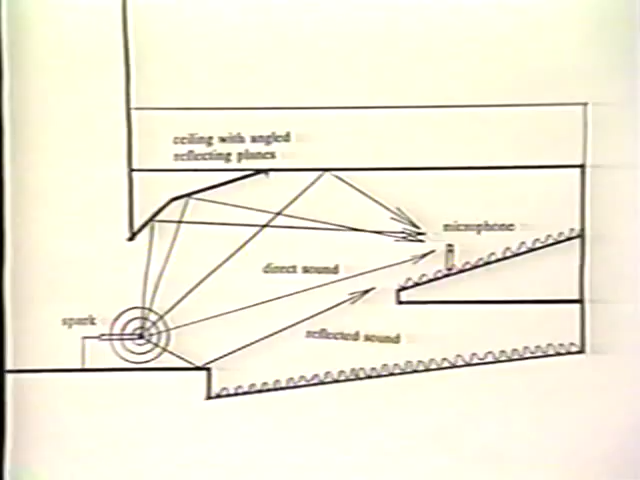 ceiling with angled
reflecting planes
microphone
direct sound
spark
reflected sound